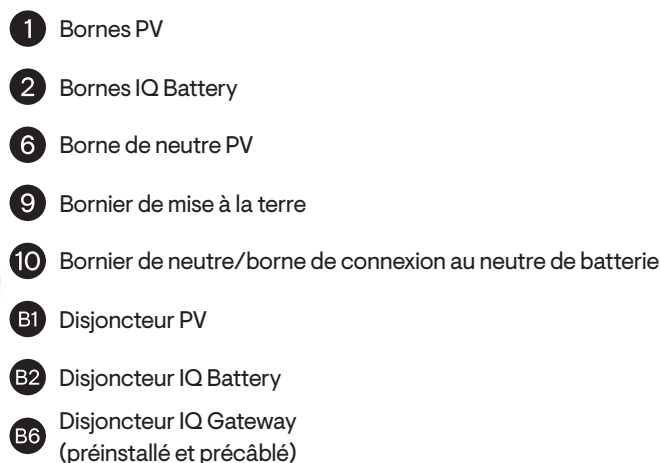 1 Bornes PV
2 Bornes IQ Battery
6 Borne de neutre PV
9 Bornier de mise à la terre
10 Bornier de neutre/borne de connexion au neutre de batterie
B1 Disjoncteur PV
B2 Disjoncteur IQ Battery
B6 Disjoncteur IQ Gateway
(préinstallé et précâblé)